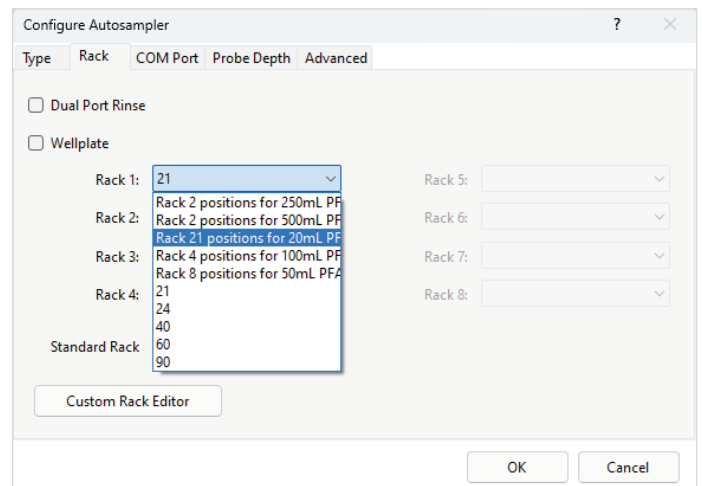 Configure Autosampler ?
Type Rack COM Port Probe Depth Advanced
Dual Port Rinse
Wellplate
Rack 1: 21 Rack 5:
Rack 2 positions for 250mL PF
Rack 2: Rack 2 positions for 500mL PF Rack 6:
Rack 21 positions for 20mL PF
Rack 3: Rack 4 positions for 100mL PF Rack 7:
Rack 8 positions for 50mL PFA
Rack 4: 21 Rack 8:
24
40
Standard Rack 60
90
Custom Rack Editor
OK Cancel